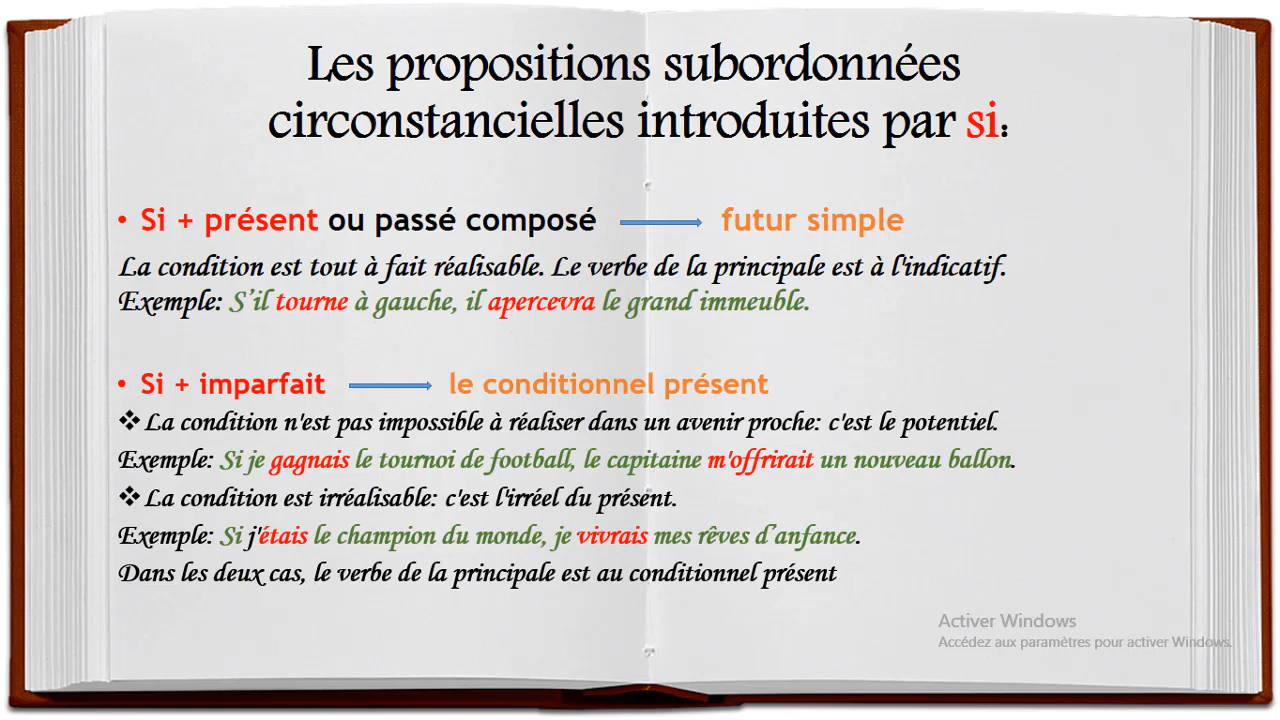 Les propositions subordonnées
circonstancielles introduites par si:
• Si + présent ou passé composé → futur simple
La condition est tout à fait réalisable. Le verbe de la principale est à l'indicatif.
Exemple: S’il tourne à gauche, il apercevra le grand immeuble.
• Si + imparfait → le conditionnel présent
❖La condition n'est pas impossible à réaliser dans un avenir proche: c'est le potentiel.
Exemple: Si je gagnais le tournoi de football, le capitaine m'offrirait un nouveau ballon.
❖La condition est irréalisable: c'est l'irréel du présent.
Exemple: Si j'étais le champion du monde, je vivrais mes rêves d’anfance.
Dans les deux cas, le verbe de la principale est au conditionnel présent
Activer Windows
Accédez aux paramètres pour activer Windows.